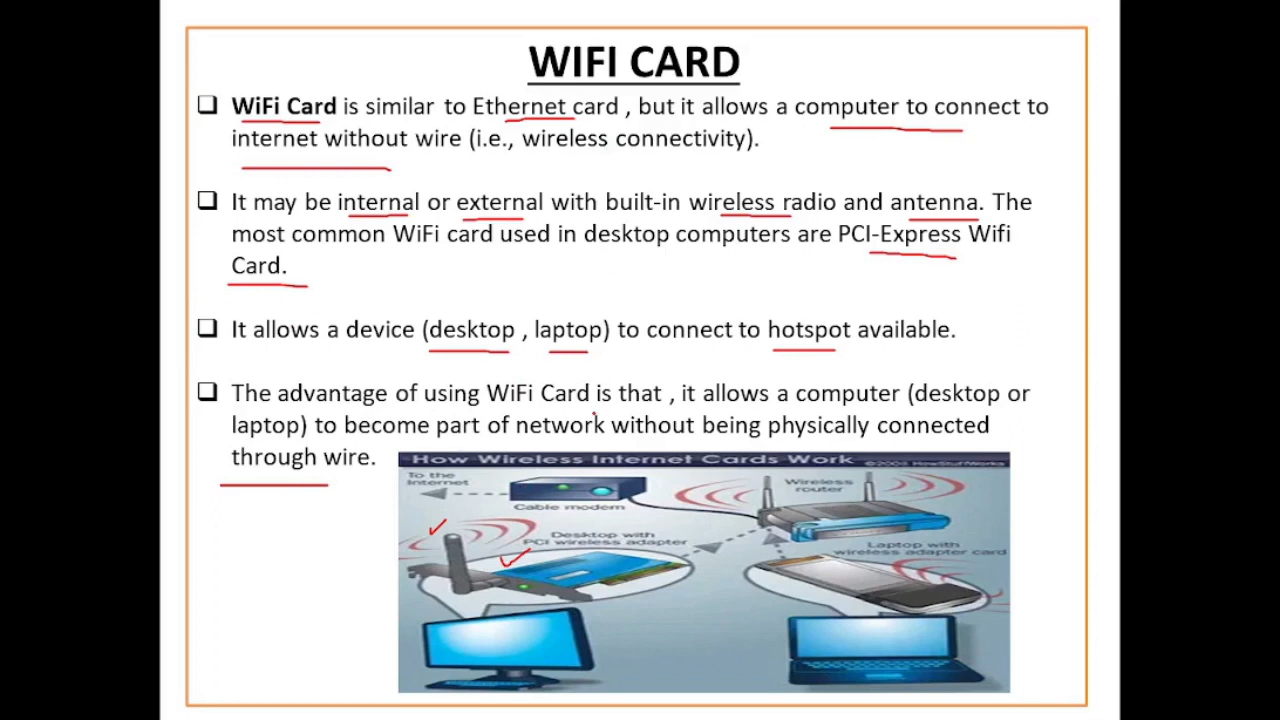 WIFI CARD
WiFi Card is similar to Ethernet card , but it allows a computer to connect to
internet without wire (i.e., wireless connectivity).
It may be internal or external with built-in wireless radio and antenna. The
most common WiFi card used in desktop computers are PCI-Express Wifi
Card.
It allows a device (desktop , laptop) to connect to hotspot available.
The advantage of using WiFi Card is that , it allows a computer (desktop or
laptop) to become part of network without being physically connected
through wire.
How Wireless Internet Cards Work ©2008 HowStuffWorks
To the
Internet
Cable modem
Wireless
router
Desktop with
PCI wireless adapter
Laptop with
wireless adapter card